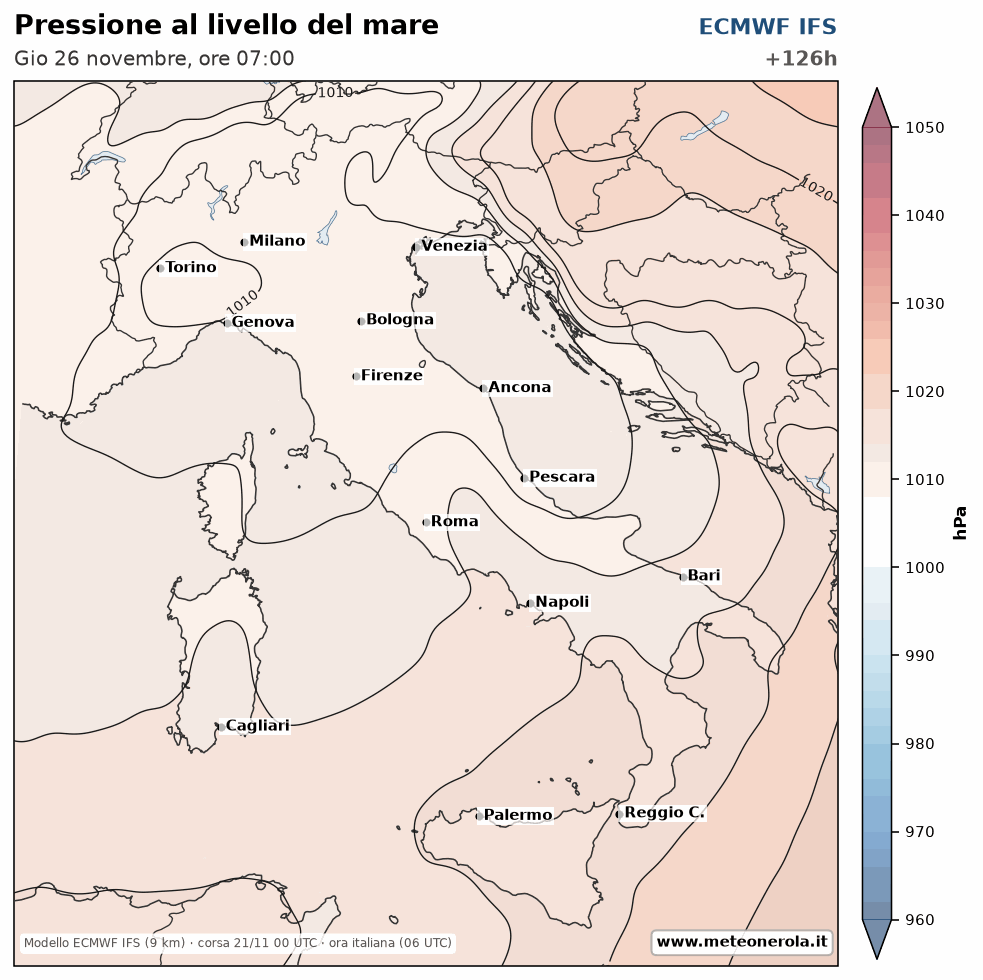 Pressione al livello del mare
ECMWF IFS
Gio 26 novembre, ore 07:00
+126h
1010
1020
Milano
Venezia
Torino
1010
Genova
Bologna
Firenze
Ancona
Pescara
Roma
Bari
Napoli
Cagliari
Palermo
Reggio C.
1050
1040
1030
1020
1010
1000
990
980
970
960
hPa
Modello ECMWF IFS (9 km) · corsa 21/11 00 UTC · ora italiana (06 UTC)
www.meteonerola.it